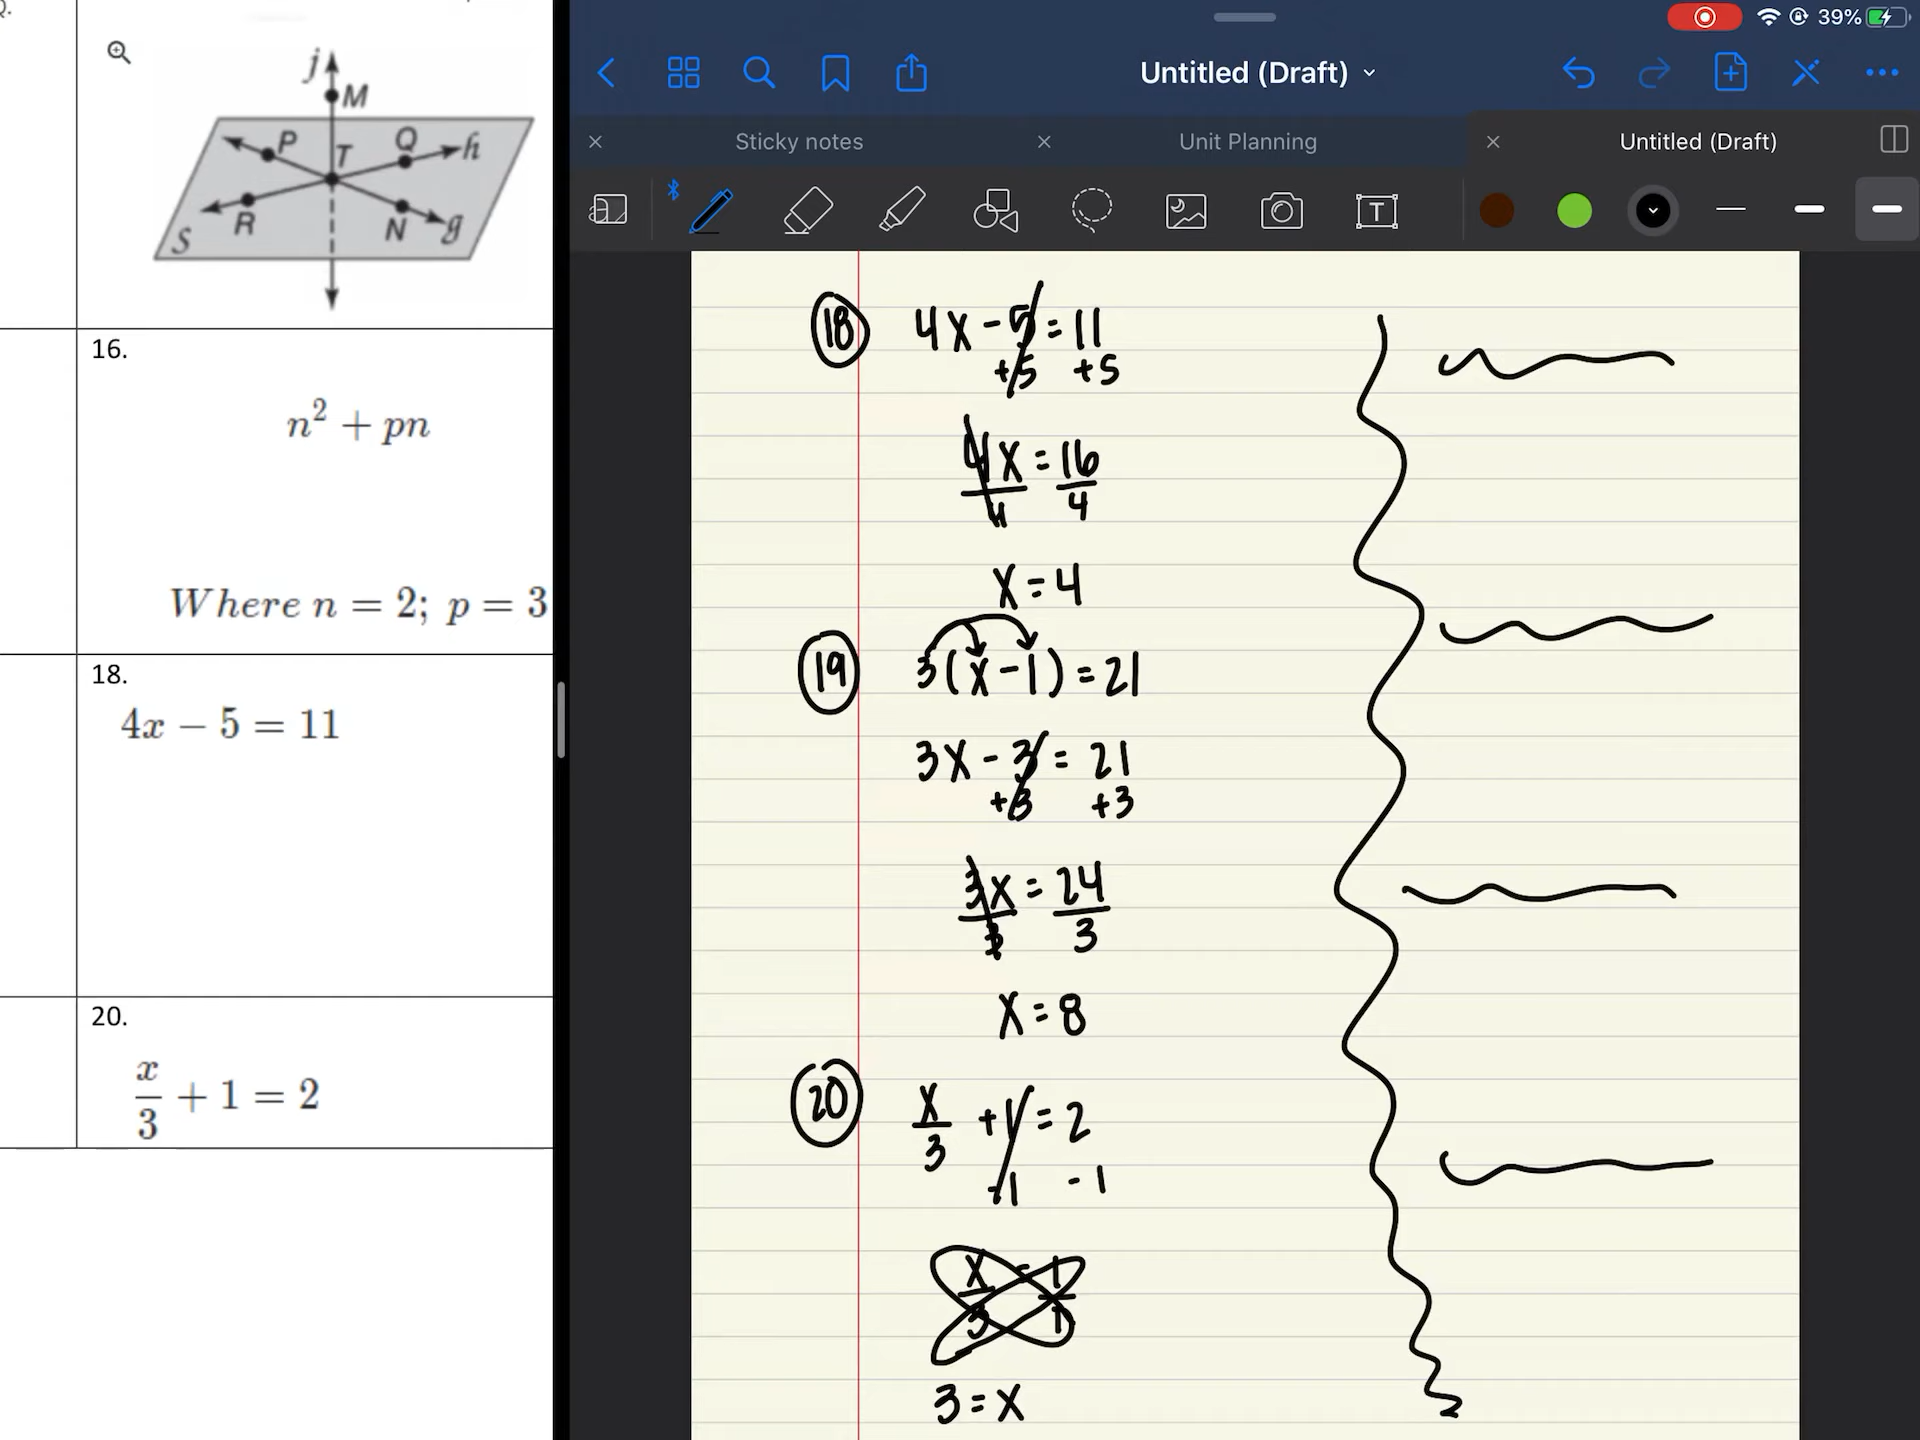 Q.
j
M
P
T
Q
h
R
S
N
g
16.
n² + pn
Where n = 2; p = 3
18.
4x − 5 = 11
20.
x/3 + 1 = 2
39%
Untitled (Draft)
Sticky notes
Unit Planning
Untitled (Draft)
T
18
4x - 5 = 11
+5 +5
4x = 16
4 4
x = 4
19
3(x - 1) = 21
3x - 3 = 21
+3 +3
3x = 24
3 3
x = 8
20
x/3 + 1 = 2
-1 -1
x = 1
3 1
3 = x